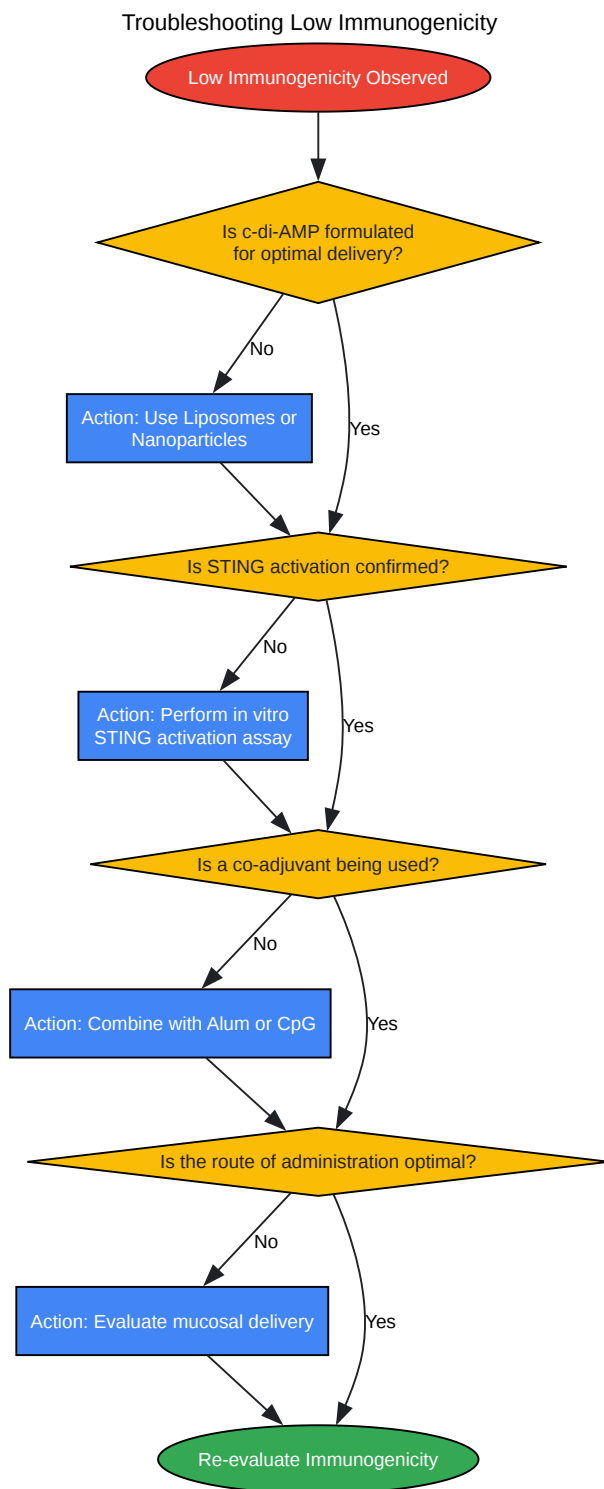 Troubleshooting Low Immunogenicity
Low Immunogenicity Observed
Is c-di-AMP formulated
for optimal delivery?
No
Action: Use Liposomes or
Nanoparticles
Yes
Is STING activation confirmed?
No
Action: Perform in vitro
STING activation assay
Yes
Is a co-adjuvant being used?
No
Action: Combine with Alum or CpG
Yes
Is the route of administration optimal?
No
Action: Evaluate mucosal delivery
Yes
Re-evaluate Immunogenicity